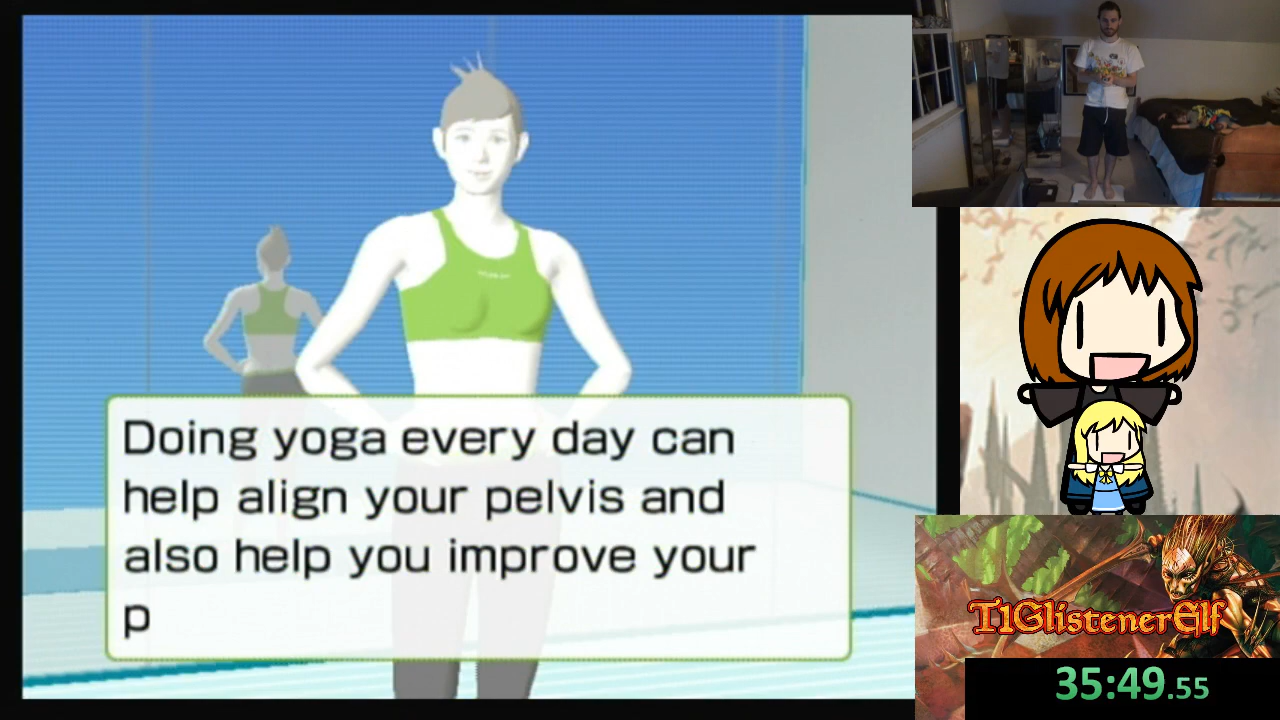 Doing yoga every day can
help align your pelvis and
also help you improve your
p
T1GlistenerElf
35:49.55